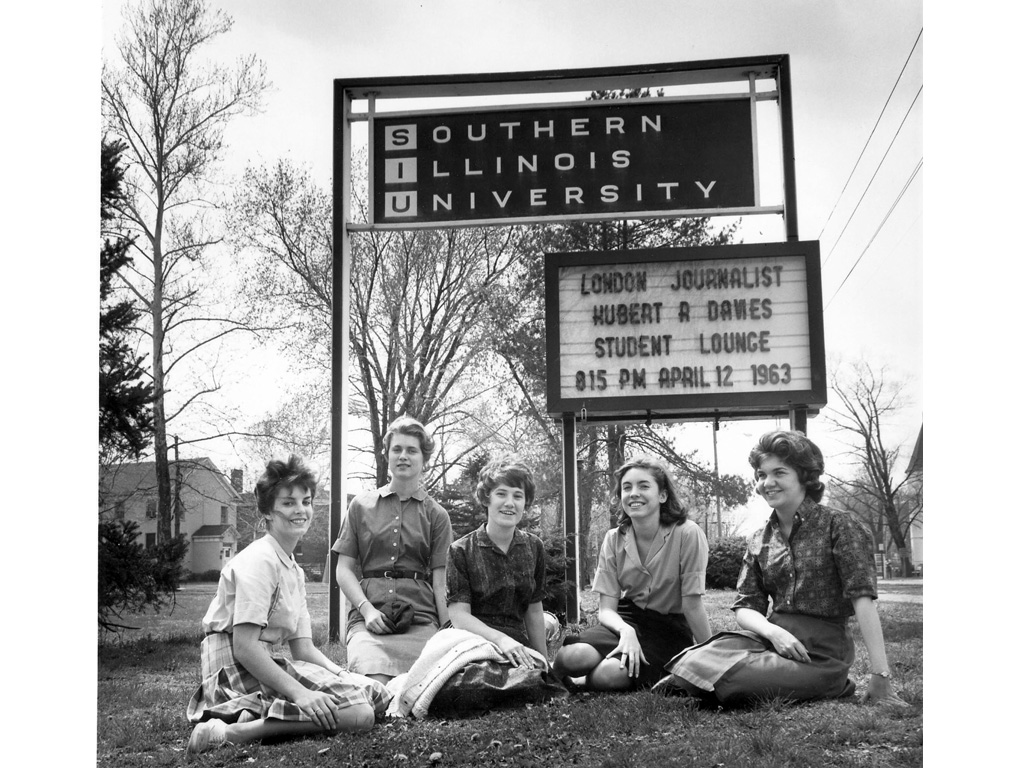 SOUTHERN
ILLINOIS
UNIVERSITY
LONDON JOURNALIST
HUBERT R DAWES
STUDENT LOUNGE
815 PM APRIL 12 1963